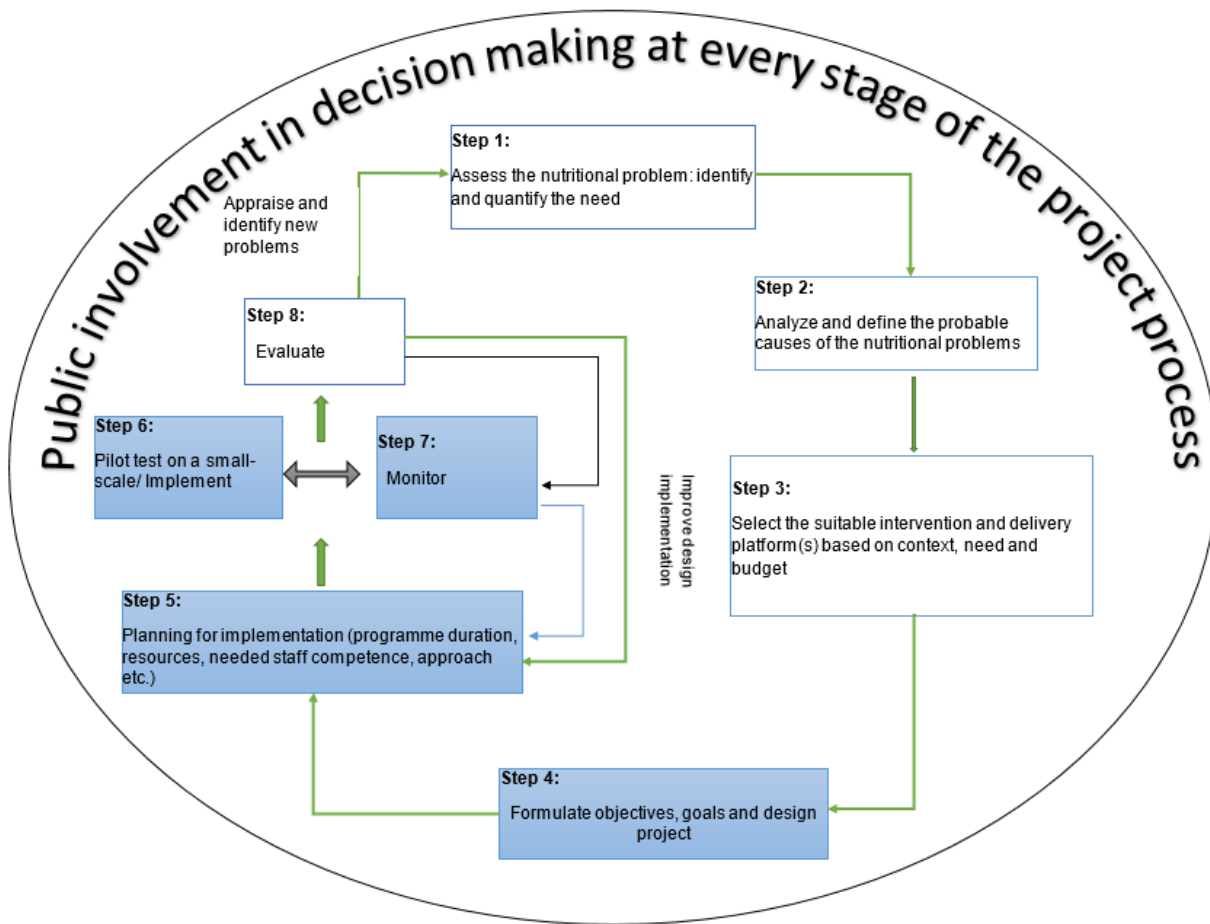 Public involvement in decision making at every stage of the project process
Step 1:
Assess the nutritional problem: identify
and quantify the need
Appraise and
identify new
problems
Step 2:
Analyze and define the probable
causes of the nutritional problems
Step 8:
Evaluate
Step 6:
Pilot test on a small-
scale/ Implement
Step 7:
Monitor
Improve design
implementation
Step 3:
Select the suitable intervention and delivery
platform(s) based on context, need and
budget
Step 5:
Planning for implementation (programme duration,
resources, needed staff competence, approach
etc.)
Step 4:
Formulate objectives, goals and design
project